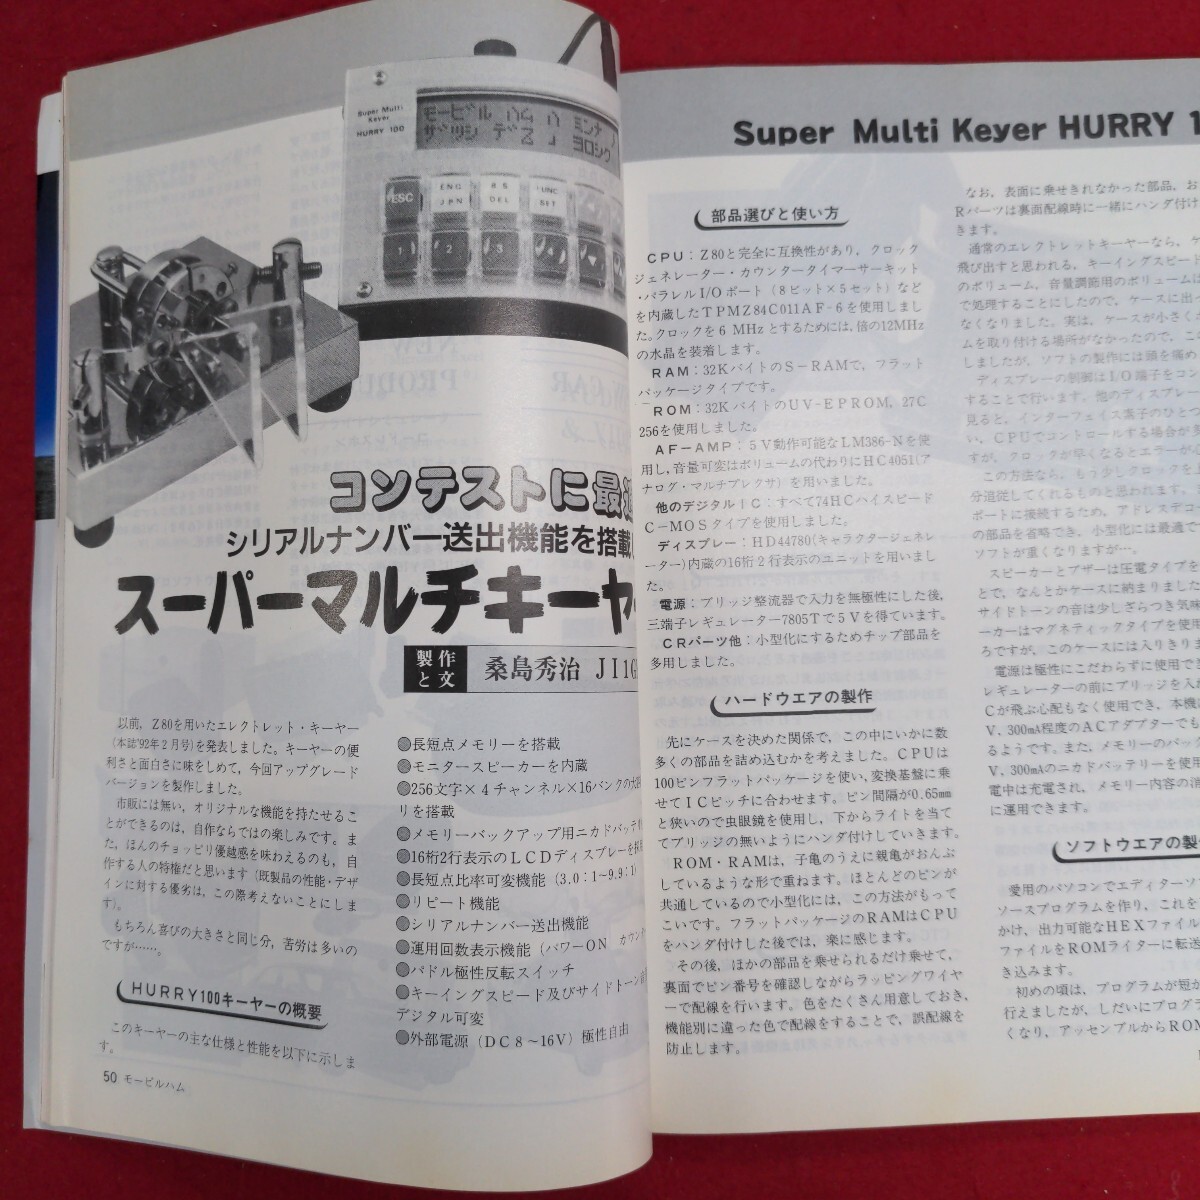 Super Multi
Keyer
HURRY 100
モービル ハム ノ ミンナ
ザッシ デス 」 ヨロシク
ESC
ENG
JPN
B.S
DEL
FUNC
SFT
1
2
3
4
コンテストに最適
シリアルナンバー送出機能を搭載
スーパーマルチキーヤー
製作と文
桑島秀治 JI1G
以前，Z80を用いたエレクトレット・キーヤー
(本誌'92年2月号)を発表しました。キーヤーの便
利さと面白さに味をしめて，今回アップグレード
バージョンを製作しました。
市販には無い，オリジナルな機能を持たせるこ
とができるのは，自作ならではの楽しみです。ま
た，ほんのチョッピリ優越感を味わえるのも，自
作する人の特権だと思います(既製品の性能・デザ
インに対する優劣は，この際考えないことにしま
す)。
もちろん喜びの大きさと同じ分，苦労は多いの
ですが……。
HURRY100キーヤーの概要
このキーヤーの主な仕様と性能を以下に示しま
す。
●長短点メモリーを搭載
●モニタースピーカーを内蔵
●256文字×4チャンネル×16バンクの大
リを搭載
●メモリーバックアップ用ニカドバッテ
●16桁2行表示のLCDディスプレーを
●長短点比率可変機能 (3.0：1～9.9：1
●リピート機能
●シリアルナンバー送出機能
●運用回数表示機能 (パワーON カウン
●パドル極性反転スイッチ
●キーイングスピード及びサイドトーン
デジタル可変
●外部電源 (DC8～16V) 極性自由
50 モービルハム
Super Multi Keyer HURRY 1
部品選びと使い方
CPU：Z80と完全に互換性があり，クロック
ジェネレーター・カウンタータイマーサーキット
・パラレルI/Oポート (8ビット×5セット) など
を内蔵したTPMZ84C011AF-6を使用しまし
た。クロックを6 MHzとするためには，倍の12MHz
の水晶を装着します。
RAM：32KバイトのS－RAMで，フラット
パッケージタイプです。
ROM：32KバイトのUV-EPROM，27C
256を使用しました。
AF－AMP：5V動作可能なLM386-Nを使
用し，音量可変はボリュームの代わりにHC4051(ア
ナログ・マルチプレクサ) を用いました。
他のデジタルIC：すべて74HCハイスピード
C－MOSタイプを使用しました。
ディスプレー：HD44780(キャラクタージェネレ
ーター)内蔵の16桁2行表示のユニットを用いまし
た。
電源：ブリッジ整流器で入力を無極性にした後，
三端子レギュレーター7805Tで5Vを得ています。
CRパーツ他：小型化にするためチップ部品を
多用しました。
ハードウエアの製作
先にケースを決めた関係で，この中にいかに数
多くの部品を詰め込むかを考えました。CPUは
100ピンフラットパッケージを使い，変換基盤に乗
せてICピッチに合わせます。ピン間隔が0.65mm
と狭いので虫眼鏡を使用し，下からライトを当て
てブリッジの無いようにハンダ付けしていきます。
ROM・RAMは，子亀のうえに親亀がおんぶ
しているような形で重ねます。ほとんどのピンが
共通しているので小型化には，この方法がもって
こいです。フラットパッケージのRAMはCPU
をハンダ付けした後では，楽に感じます。
その後，ほかの部品を乗せられるだけ乗せて，
裏面でピン番号を確認しながらラッピングワイヤ
ーで配線を行います。色をたくさん用意しておき，
機能別に違った色で配線をすることで，誤配線を
防止します。
なお，表面に乗せきれなかった部品，お
Rパーツは裏面配線時に一緒にハンダ付け
きます。
通常のエレクトレットキーヤーなら，ケ
飛び出すと思われる，キーイングスピード
のボリューム，音量調節用のボリューム
で処理することにしたので，ケースに出
なくなりました。実は，ケースが小さく
ムを取り付ける場所がなかったので，こ
しましたが，ソフトの製作には頭を痛め
ディスプレーの制御はI/O端子をコン
することで行います。他のディスプレー
見ると，インターフェイス素子のひとつ
い，CPUでコントロールする場合が多
すが，クロックが早くなるとエラーが心
この方法なら，もう少しクロックを
分追従してくれるものと思われます。
ポートに接続するため，アドレスデコ
の部品を省略でき，小型化には最適で
ソフトが重くなりますが…。
スピーカーとブザーは圧電タイプを
とで，なんとかケースに納まりました
サイドトーンの音は少しざらつき気味
ーカーはマグネティックタイプを使用
ろですが，このケースには入りきりま
電源は極性にこだわらずに使用で
レギュレーターの前にブリッジを入
Cが飛ぶ心配もなく使用でき，本機
V、300mA程度のACアダプターでも
るようです。また，メモリーのバッ
V、300mAのニカドバッテリーを使用
電中は充電され，メモリー内容の消
に運用できます。
ソフトウエアの製
愛用のパソコンでエディターソフ
ソースプログラムを作り，これを
かけ，出力可能なHEXファイル
ファイルをROMライターに転送
き込みます。
初めの頃は，プログラムが短か
行えましたが，しだいにプログ
くなり，アッセンブルからROM